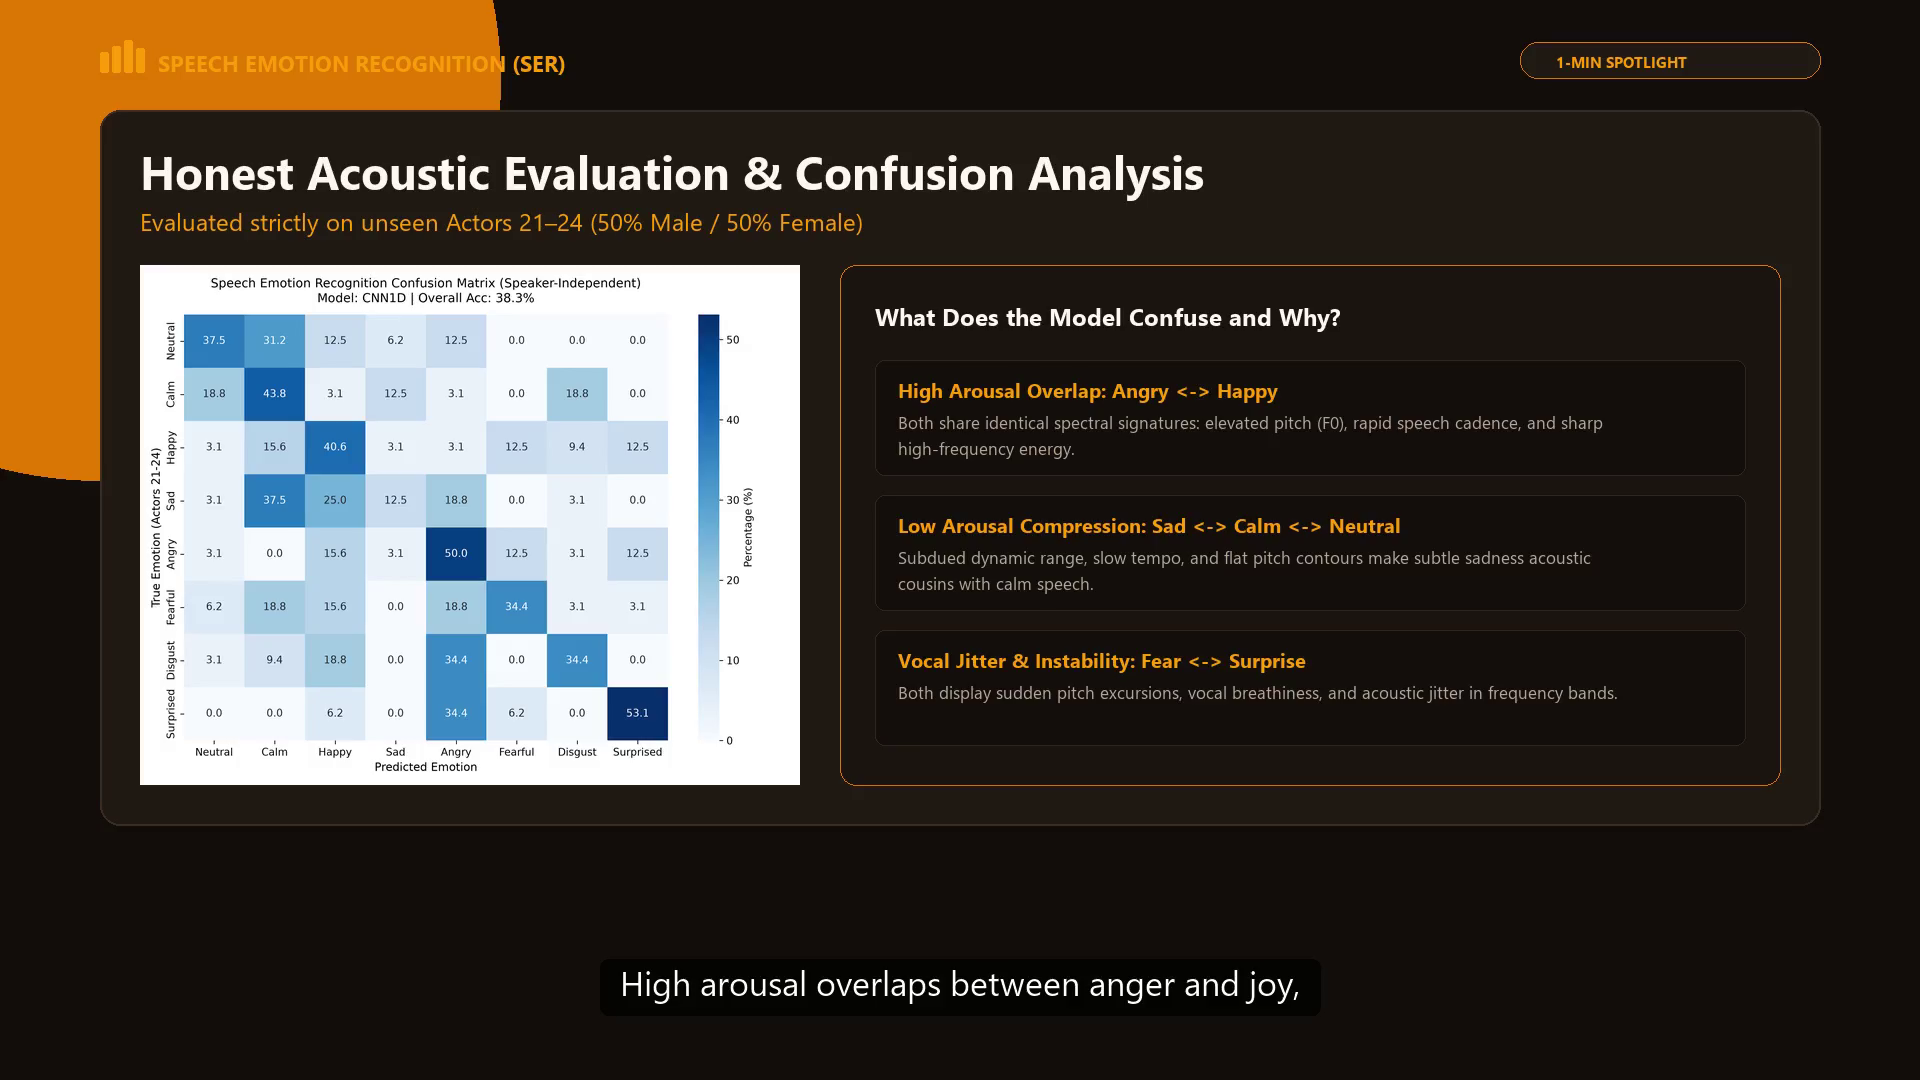 SPEECH EMOTION RECOGNITION (SER)
1-MIN SPOTLIGHT
Honest Acoustic Evaluation & Confusion Analysis
Evaluated strictly on unseen Actors 21–24 (50% Male / 50% Female)
Speech Emotion Recognition Confusion Matrix (Speaker-Independent)
Model: CNN1D | Overall Acc: 38.3%
True Emotion (Actors 21-24)
Neutral 37.5 31.2 12.5 6.2 12.5 0.0 0.0 0.0
Calm 18.8 43.8 3.1 12.5 3.1 0.0 18.8 0.0
Happy 3.1 15.6 40.6 3.1 3.1 12.5 9.4 12.5
Sad 3.1 37.5 25.0 12.5 18.8 0.0 3.1 0.0
Angry 3.1 0.0 15.6 3.1 50.0 12.5 3.1 12.5
Fearful 6.2 18.8 15.6 0.0 18.8 34.4 3.1 3.1
Disgust 3.1 9.4 18.8 0.0 34.4 0.0 34.4 0.0
Surprised 0.0 0.0 6.2 0.0 34.4 6.2 0.0 53.1
Neutral Calm Happy Sad Angry Fearful Disgust Surprised
Predicted Emotion
50
40
30
20
10
0
Percentage (%)
What Does the Model Confuse and Why?
High Arousal Overlap: Angry <-> Happy
Both share identical spectral signatures: elevated pitch (F0), rapid speech cadence, and sharp
high-frequency energy.
Low Arousal Compression: Sad <-> Calm <-> Neutral
Subdued dynamic range, slow tempo, and flat pitch contours make subtle sadness acoustic
cousins with calm speech.
Vocal Jitter & Instability: Fear <-> Surprise
Both display sudden pitch excursions, vocal breathiness, and acoustic jitter in frequency bands.
High arousal overlaps between anger and joy,